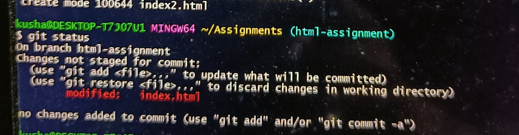 create mode 100644 index2.html
kusha@DESKTOP-T7J07U1 MINGW64 ~/Assignments (html-assignment)
$ git status
On branch html-assignment
Changes not staged for commit:
(use "git add <file>..." to update what will be committed)
(use "git restore <file>..." to discard changes in working directory)
modified: index.html
no changes added to commit (use "git add" and/or "git commit -a")